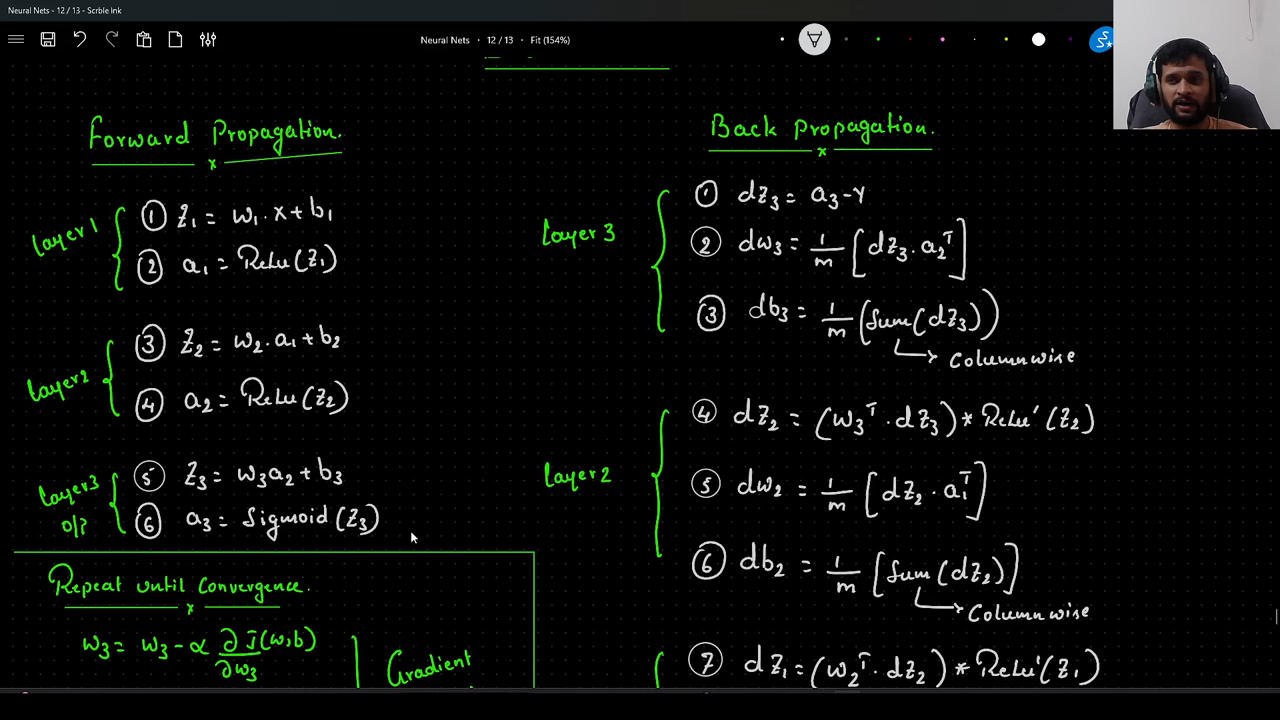 Neural Nets - 12 / 13 - Scrble Ink
Neural Nets • 12 / 13 • Fit (154%)
Forward Propagation.
x
Layer 1
① Z₁ = w₁ . x + b₁
② a₁ = Relu(Z₁)
Layer 2
③ Z₂ = w₂ . a₁ + b₂
④ a₂ = Relu(Z₂)
Layer 3
o/p
⑤ Z₃ = w₃ a₂ + b₃
⑥ a₃ = Sigmoid (Z₃)
Repeat until Convergence.
x
w₃ = w₃ - α ∂ J(w,b)
∂w₃
Gradient
Back propagation.
x
Layer 3
① dZ₃ = a₃ - Y
② dw₃ = 1/m [dZ₃ . a₂ᵀ]
③ db₃ = 1/m (Sum(dZ₃))
Columnwise
Layer 2
④ dZ₂ = (w₃ᵀ . dZ₃) * Relu'(Z₂)
⑤ dw₂ = 1/m [dZ₂ . a₁ᵀ]
⑥ db₂ = 1/m [Sum(dZ₂)]
Columnwise
⑦ dZ₁ = (w₂ᵀ . dZ₂) * Relu'(Z₁)